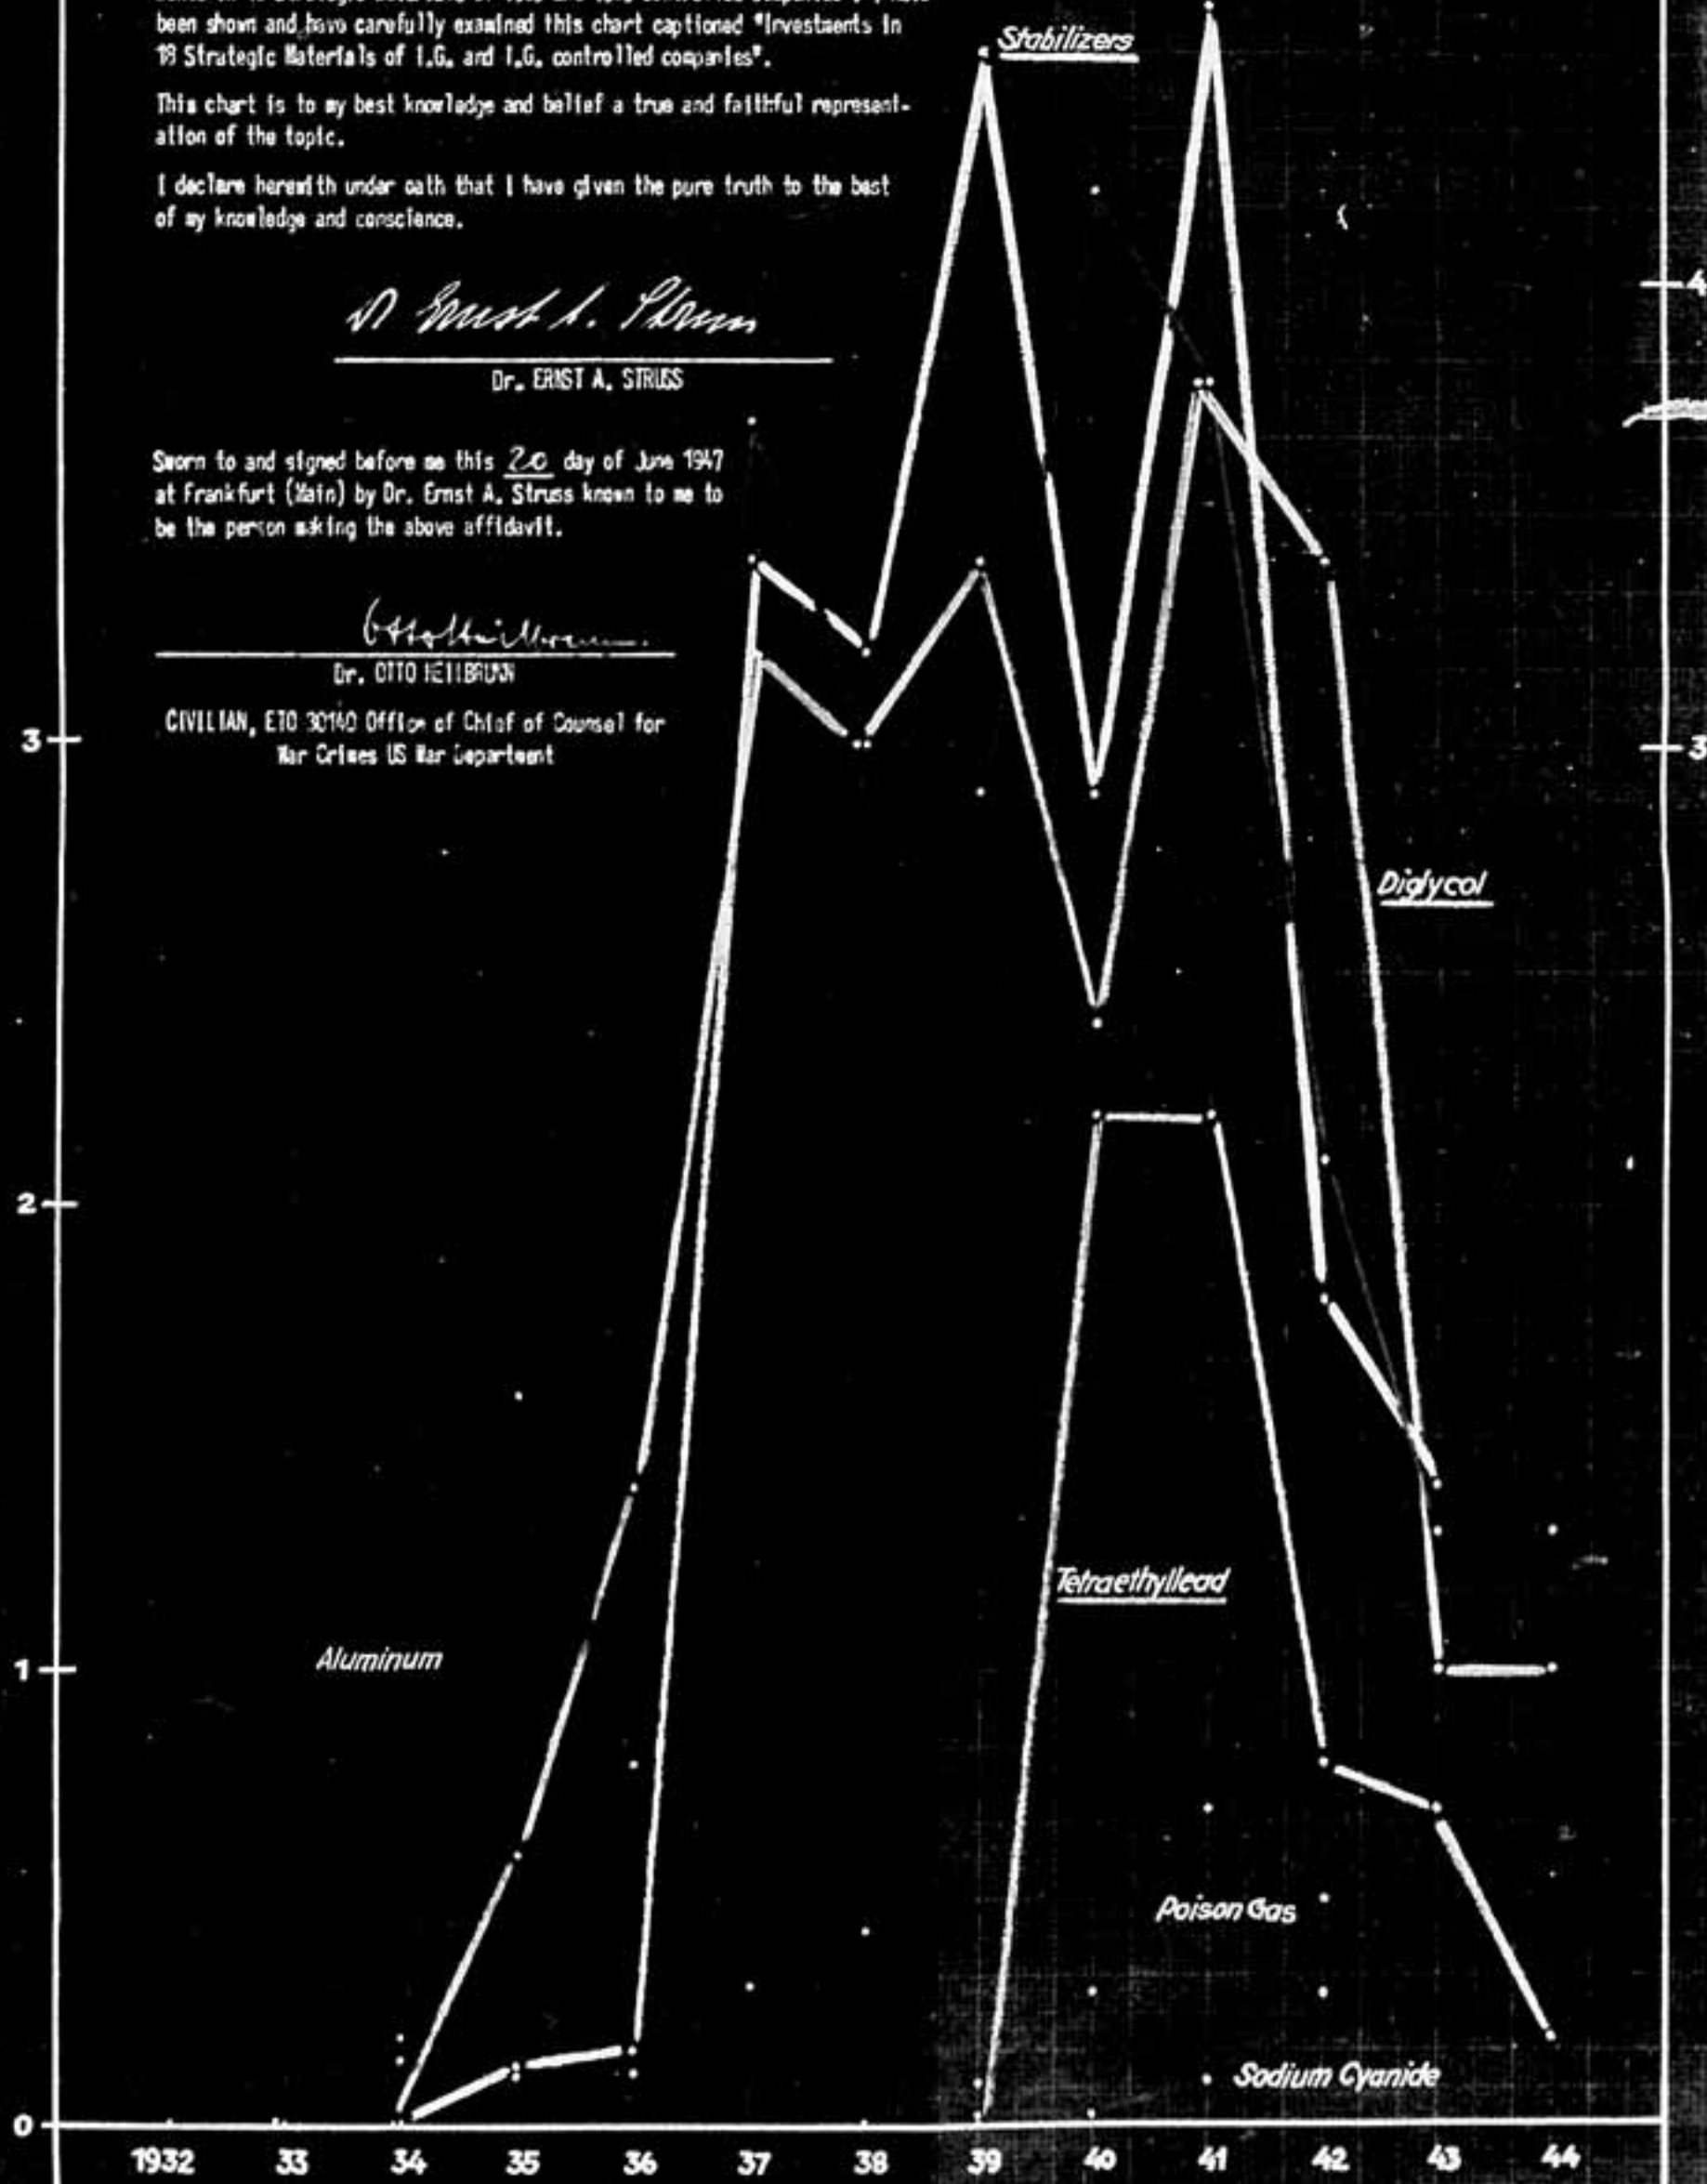 been shown and have carefully examined this chart captioned "Investments in
18 Strategic Materials of I.G. and I.G. controlled companies".
This chart is to my best knowledge and belief a true and faithful represent-
ation of the topic.
I declare herewith under oath that I have given the pure truth to the best
of my knowledge and conscience.
Dr. ERNST A. STRUSS
Sworn to and signed before me this 20 day of June 1947
at Frankfurt (Main) by Dr. Ernst A. Struss known to me to
be the person making the above affidavit.
Dr. OTTO HEILBRUNN
CIVILIAN, ETO 30140 Office of Chief of Counsel for
War Crimes US War Department
Stabilizers
4
3
3
Diglycol
2
Tetraethyllead
Aluminum
1
Poison Gas
Sodium Cyanide
0
1932 33 34 35 36 37 38 39 40 41 42 43 44